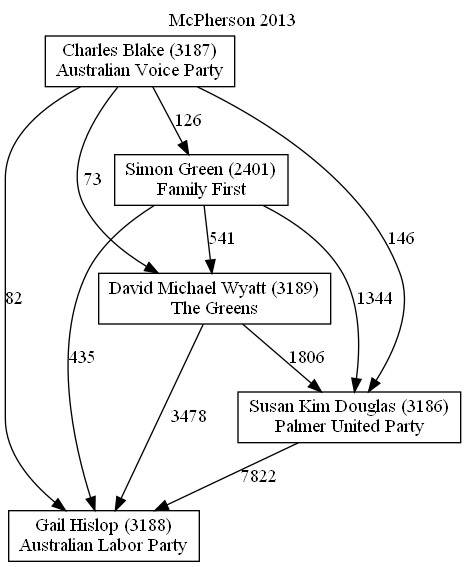 McPherson 2013
Charles Blake (3187)
Australian Voice Party
126
Simon Green (2401)
Family First
73
541
146
David Michael Wyatt (3189)
The Greens
82
435
1344
1806
Susan Kim Douglas (3186)
Palmer United Party
3478
7822
Gail Hislop (3188)
Australian Labor Party